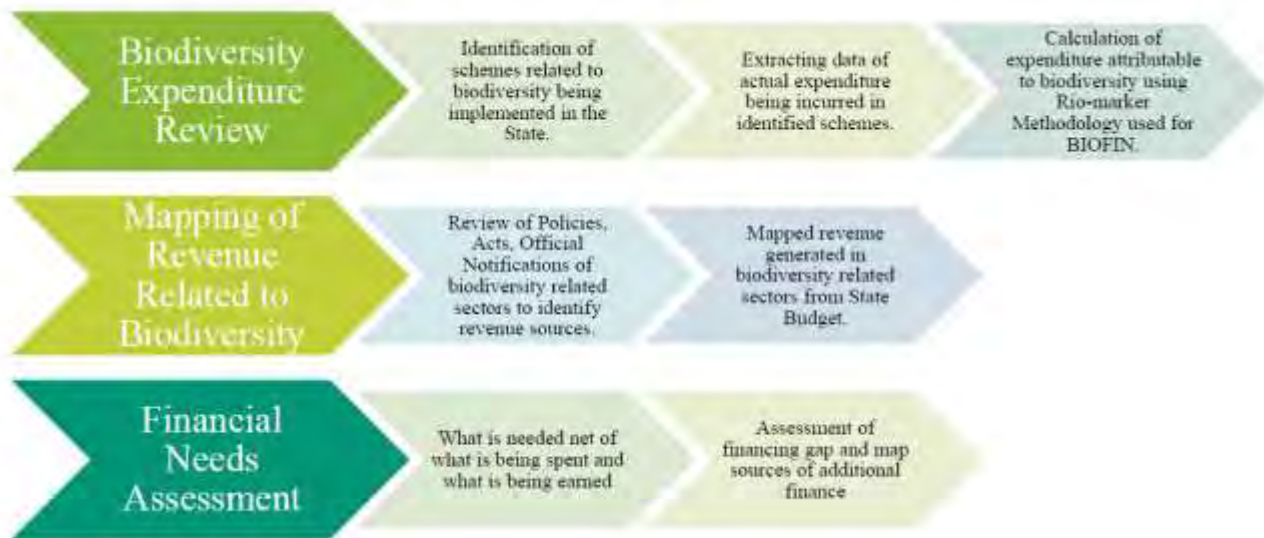 Biodiversity
Expenditure
Review
Identification of
schemes related to
biodiversity being
implemented in the
State.
Extracting data of
actual expenditure
being incurred in
identified schemes.
Calculation of
expenditure attributable
to biodiversity using
Rio-marker
Methodology used for
BIOFIN.
Mapping of
Revenue
Related to
Biodiversity
Review of Policies,
Acts, Official
Notifications of
biodiversity related
sectors to identify
revenue sources.
Mapped revenue
generated in
biodiversity related
sectors from State
Budget.
Financial
Needs
Assessment
What is needed net of
what is being spent and
what is being earned
Assessment of
financing gap and map
sources of additional
finance